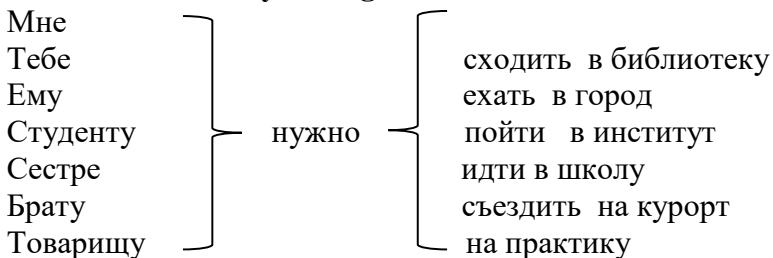 Мне
Тебе сходить в библиотеку
Ему ехать в город
Студенту нужно пойти в институт
Сестре идти в школу
Брату съездить на курорт
Товарищу на практику